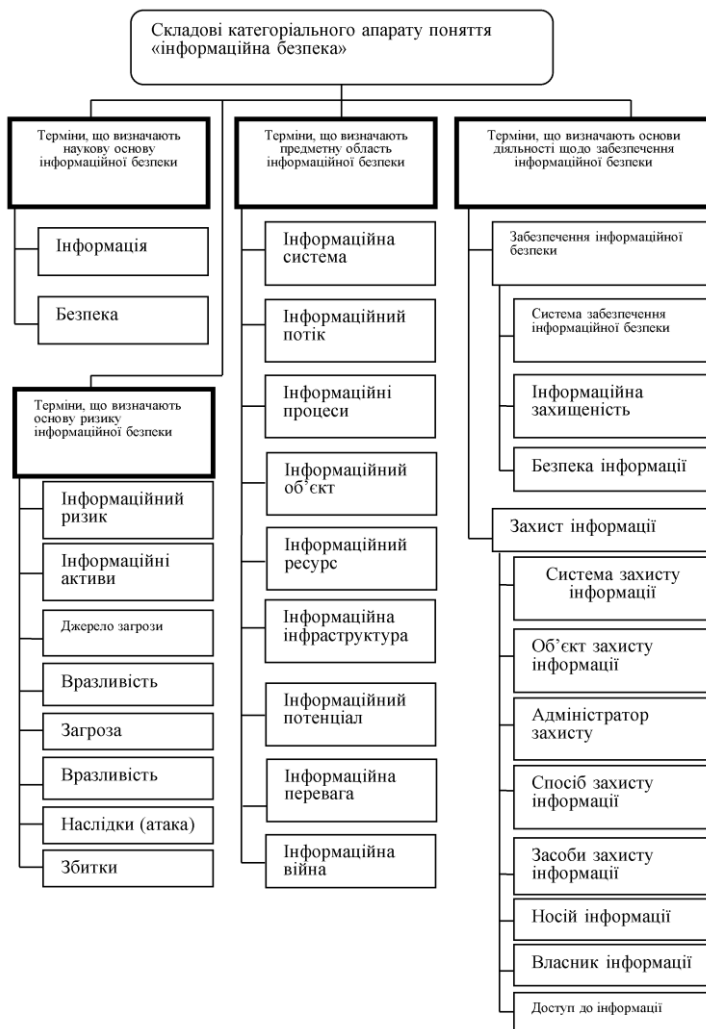 Складові категоріального апарату поняття
«інформаційна безпека»
Терміни, що визначають
наукову основу
інформаційної безпеки
Інформація
Безпека
Терміни, що визначають
основу ризику
інформаційної безпеки
Інформаційний
ризик
Інформаційні
активи
Джерело загрози
Вразливість
Загроза
Вразливість
Наслідки (атака)
Збитки
Терміни, що визначають
предметну область
інформаційної безпеки
Інформаційна
система
Інформаційний
потік
Інформаційні
процеси
Інформаційний
об’єкт
Інформаційний
ресурс
Інформаційна
інфраструктура
Інформаційний
потенціал
Інформаційна
перевага
Інформаційна
війна
Терміни, що визначають основи
діяльності щодо забезпечення
інформаційної безпеки
Забезпечення інформаційної
безпеки
Система забезпечення
інформаційної безпеки
Інформаційна
захищеність
Безпека інформації
Захист інформації
Система захисту
інформації
Об’єкт захисту
інформації
Адміністратор
захисту
Спосіб захисту
інформації
Засоби захисту
інформації
Носій інформації
Власник інформації
Доступ до інформації